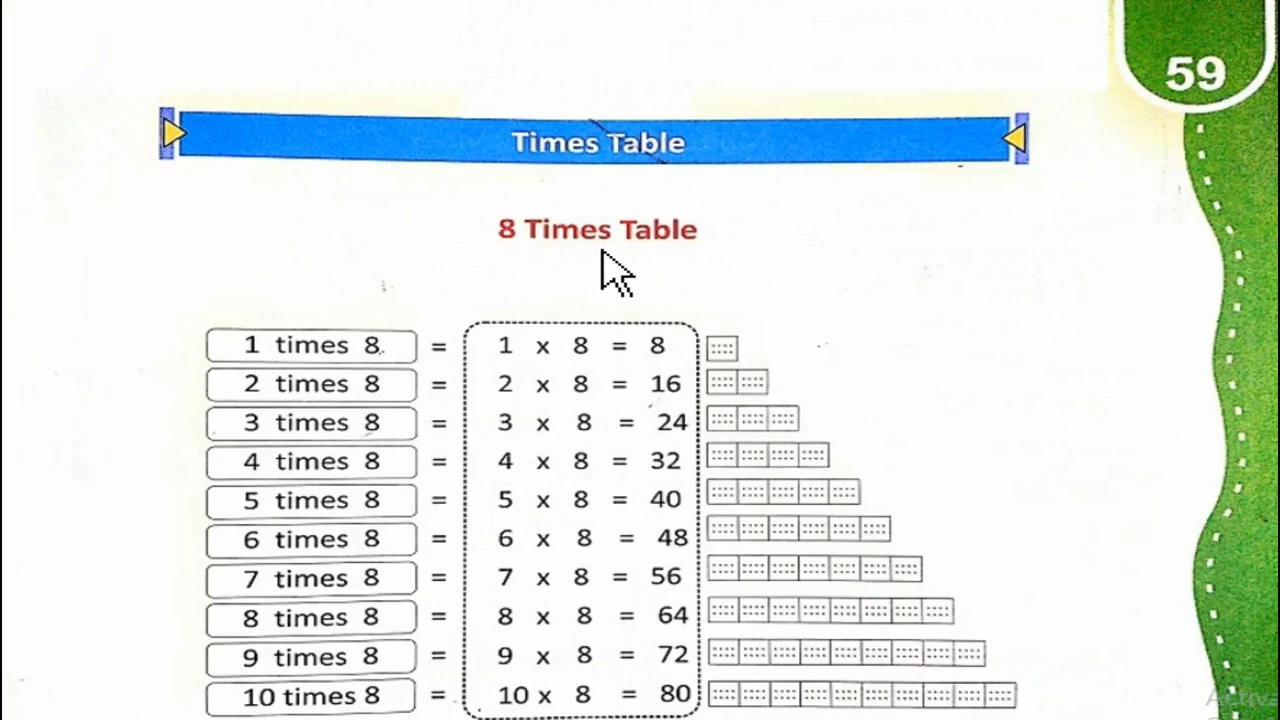 59
Times Table
8 Times Table
1 times 8 = 1 x 8 = 8
2 times 8 = 2 x 8 = 16
3 times 8 = 3 x 8 = 24
4 times 8 = 4 x 8 = 32
5 times 8 = 5 x 8 = 40
6 times 8 = 6 x 8 = 48
7 times 8 = 7 x 8 = 56
8 times 8 = 8 x 8 = 64
9 times 8 = 9 x 8 = 72
10 times 8 = 10 x 8 = 80